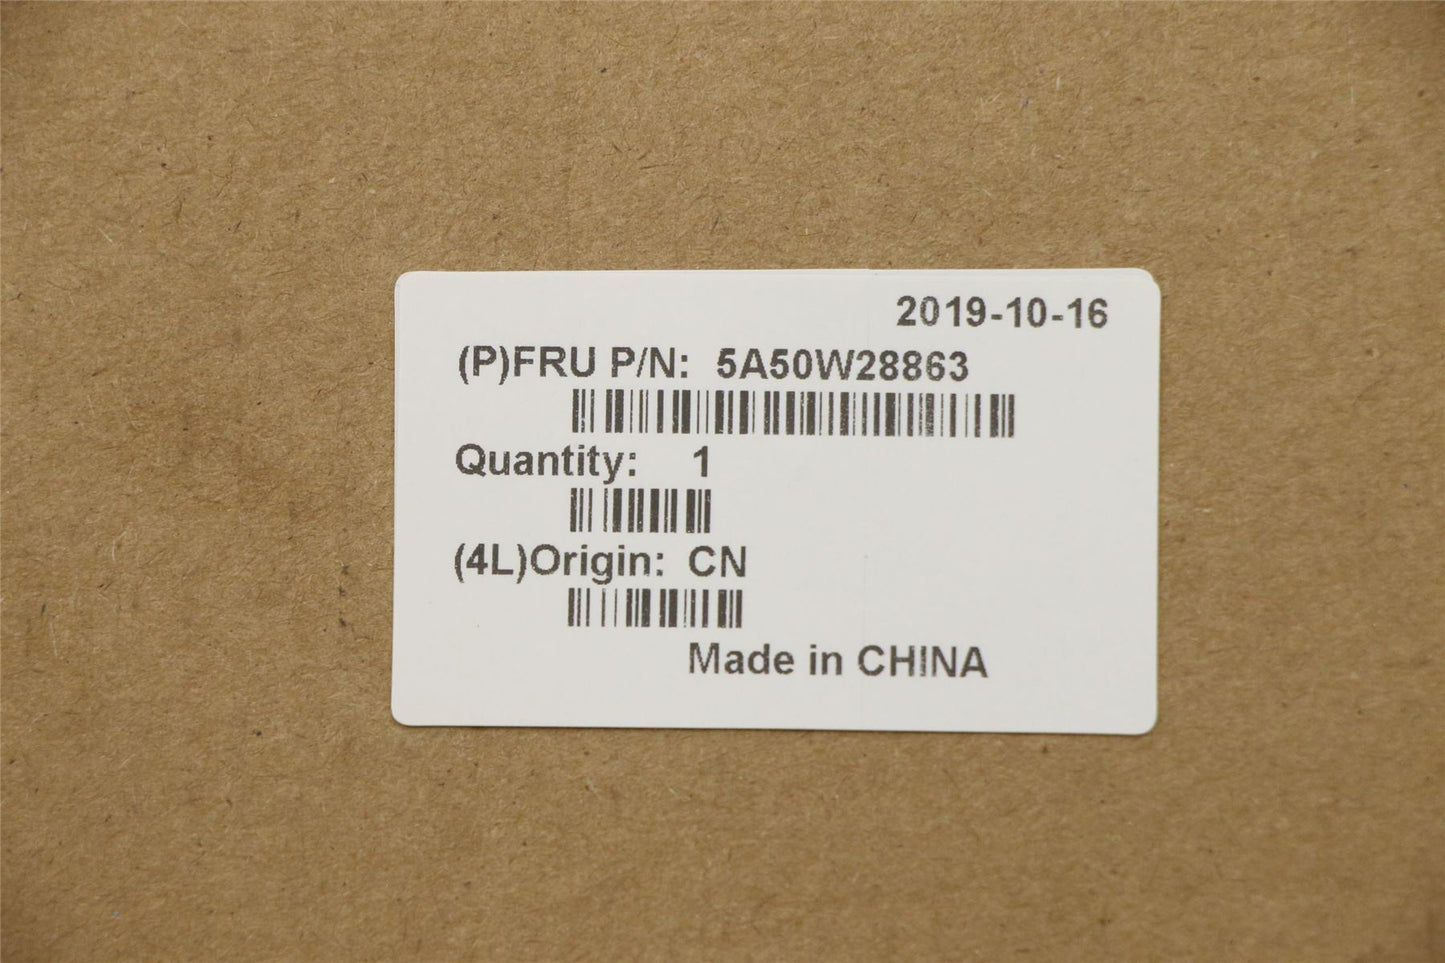 2019-10-16
(P)FRU P/N: 5A50W28863
Quantity: 1
(4L)Origin: CN
Made in CHINA